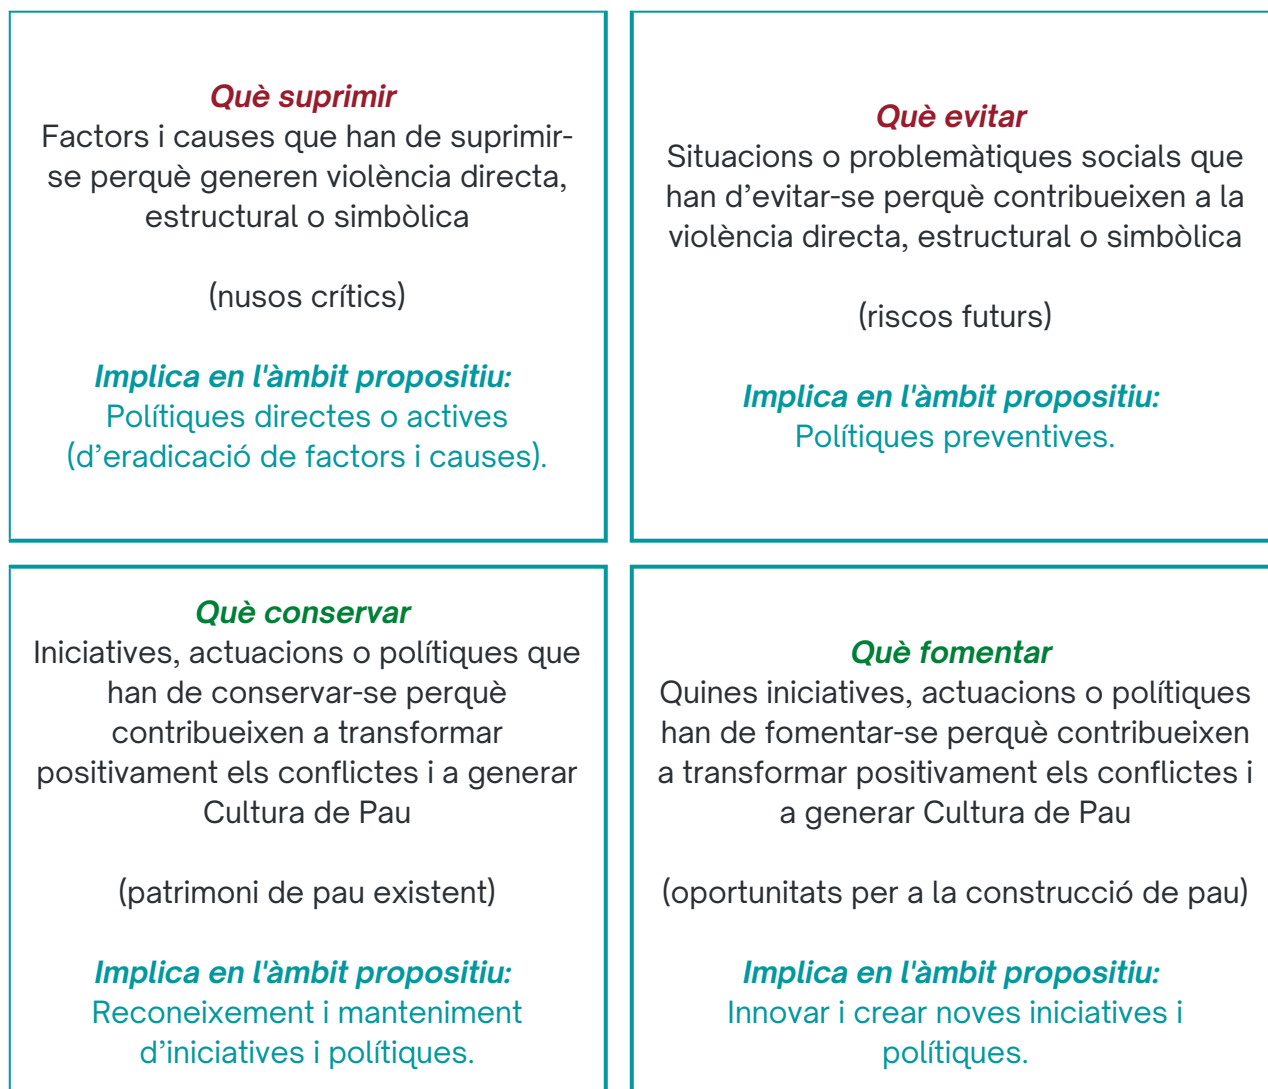 Què suprimir
Factors i causes que han de suprimir-
se perquè generen violència directa,
estructural o simbòlica
(nusos crítics)
Implica en l'àmbit propositiu:
Polítiques directes o actives
(d’eradicació de factors i causes).
Què evitar
Situacions o problemàtiques socials que
han d’evitar-se perquè contribueixen a la
violència directa, estructural o simbòlica
(riscos futurs)
Implica en l'àmbit propositiu:
Polítiques preventives.
Què conservar
Iniciatives, actuacions o polítiques que
han de conservar-se perquè
contribueixen a transformar
positivament els conflictes i a generar
Cultura de Pau
(patrimoni de pau existent)
Implica en l'àmbit propositiu:
Reconeixement i manteniment
d’iniciatives i polítiques.
Què fomentar
Quines iniciatives, actuacions o polítiques
han de fomentar-se perquè contribueixen
a transformar positivament els conflictes i
a generar Cultura de Pau
(oportunitats per a la construcció de pau)
Implica en l'àmbit propositiu:
Innovar i crear noves iniciatives i
polítiques.